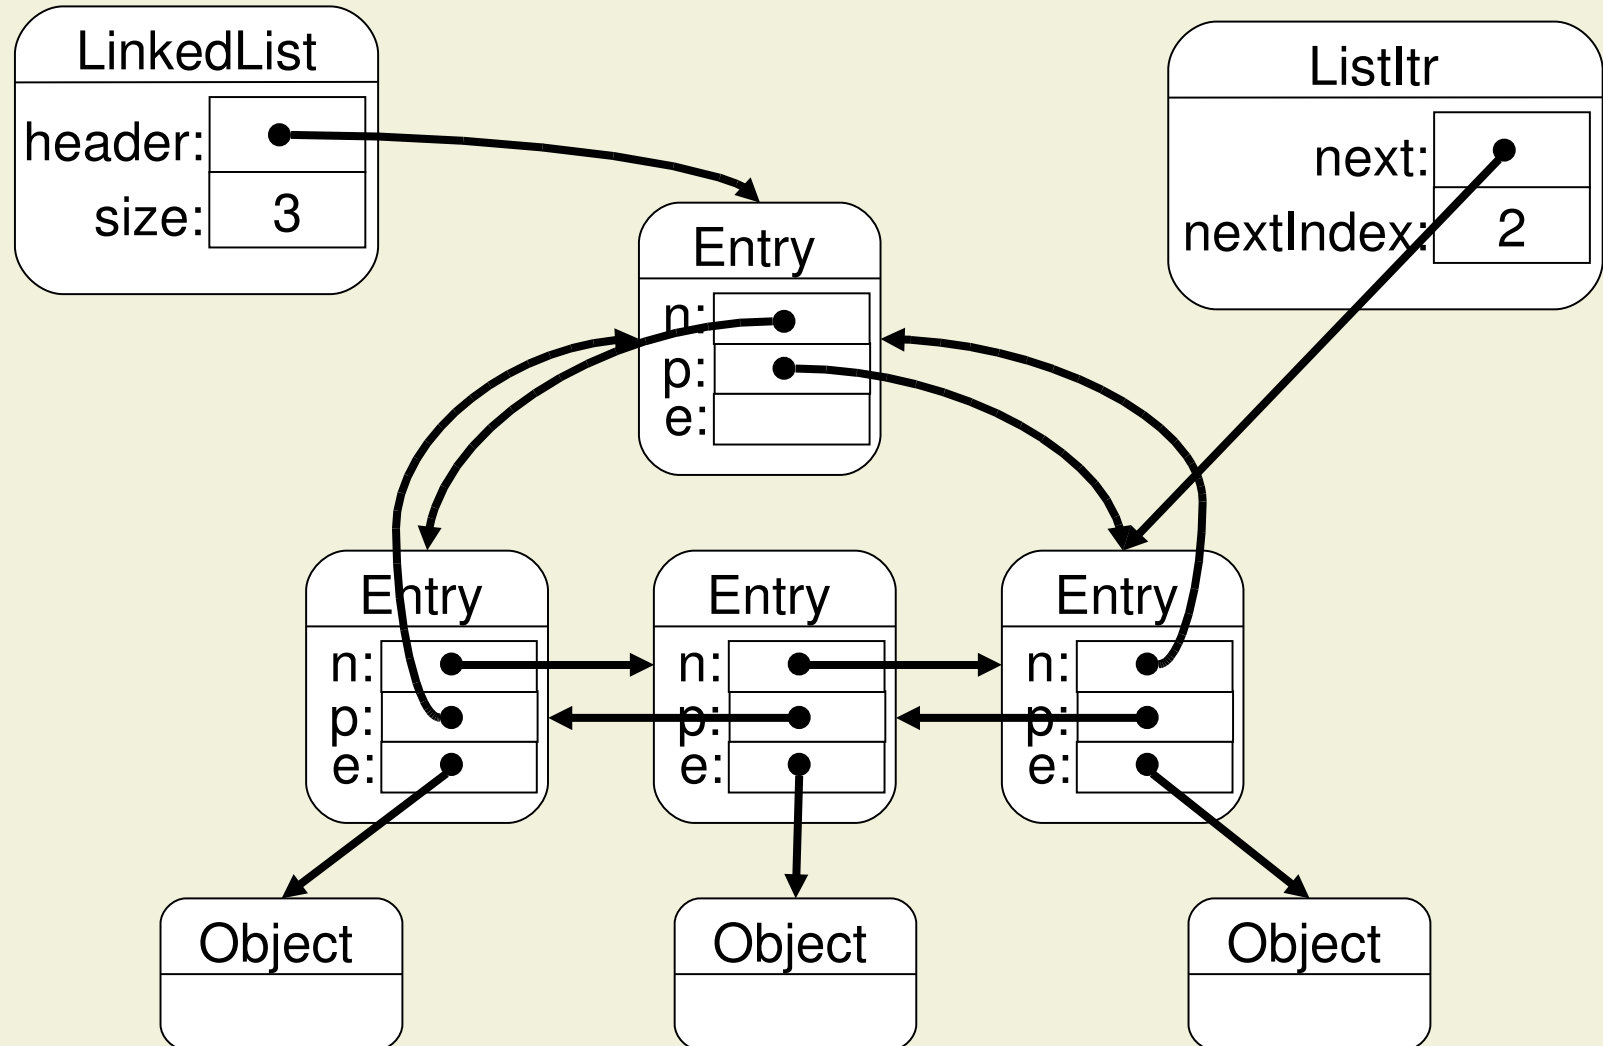 LinkedList
header:
size: 3
ListItr
next:
nextIndex: 2
Entry
n:
p:
e:
Entry
n:
p:
e:
Entry
n:
p:
e:
Entry
n:
p:
e:
Object
Object
Object